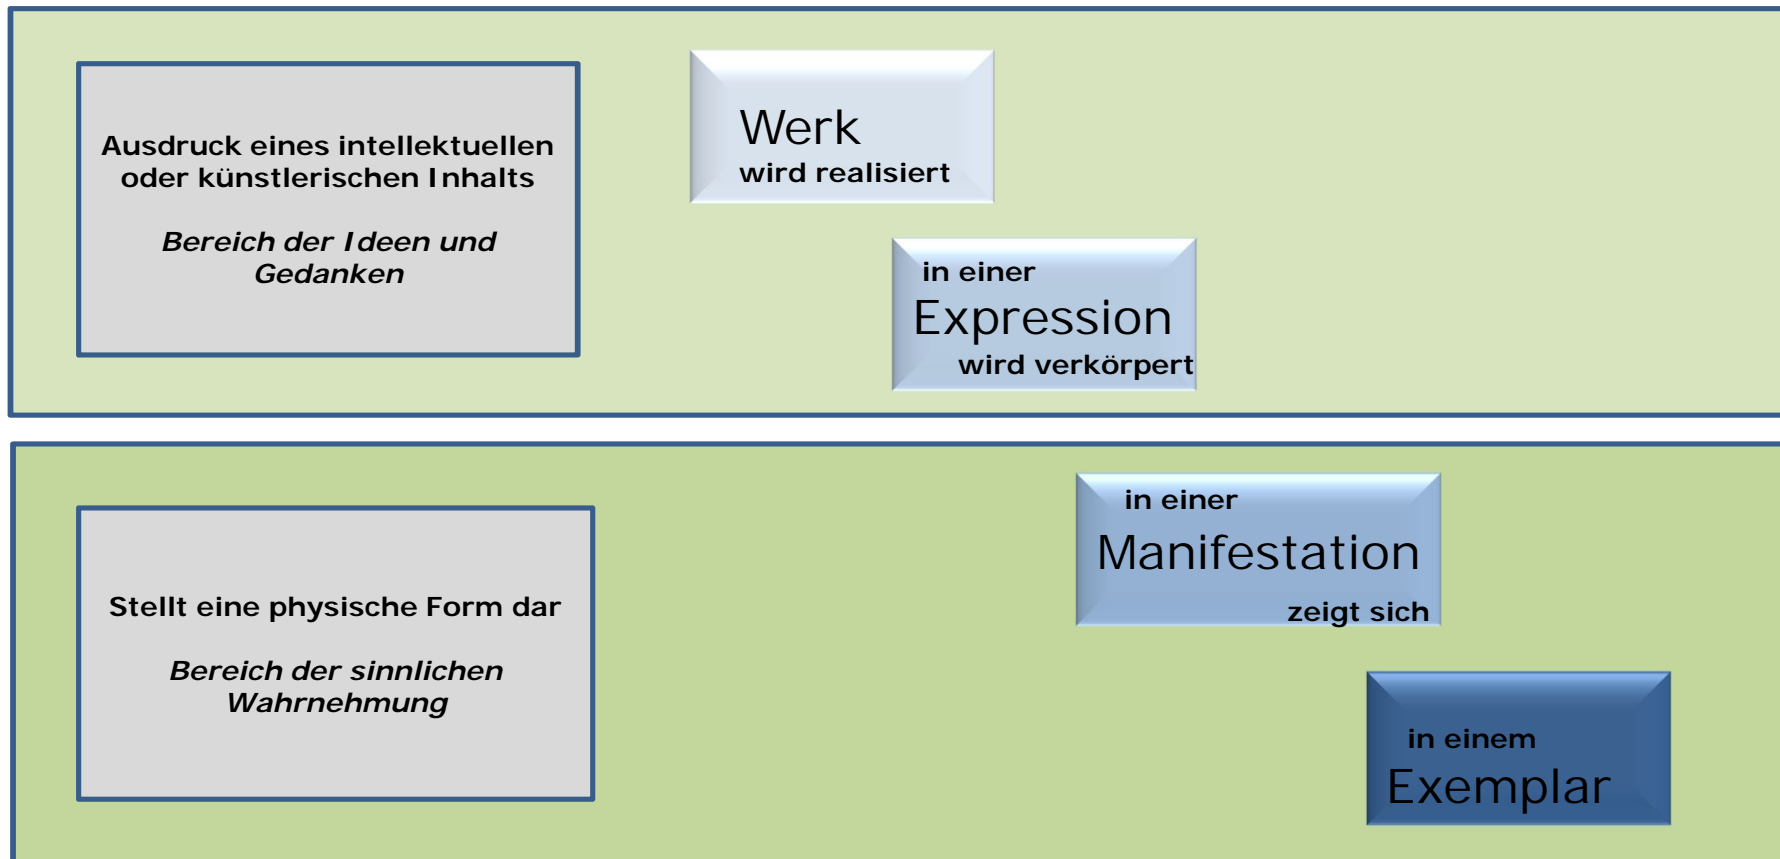 Ausdruck eines intellektuellen
oder künstlerischen Inhalts
Bereich der Ideen und
Gedanken
Werk
wird realisiert
in einer
Expression
wird verkörpert
Stellt eine physische Form dar
Bereich der sinnlichen
Wahrnehmung
in einer
Manifestation
zeigt sich
in einem
Exemplar